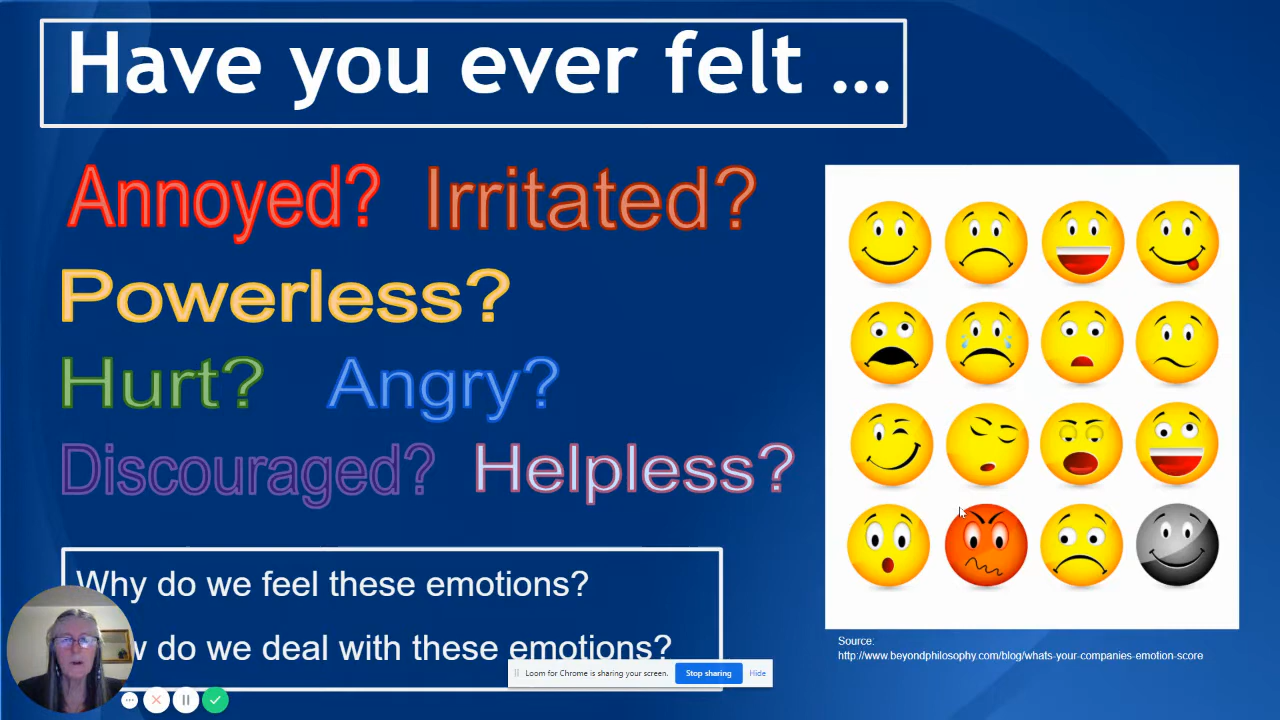 Have you ever felt ...
Annoyed? Irritated?
Powerless?
Hurt? Angry?
Discouraged? Helpless?
Why do we feel these emotions?
w do we deal with these emotions?
Source:
http://www.beyondphilosophy.com/blog/whats-your-companies-emotion-score
Loom for Chrome is sharing your screen. Stop sharing Hide